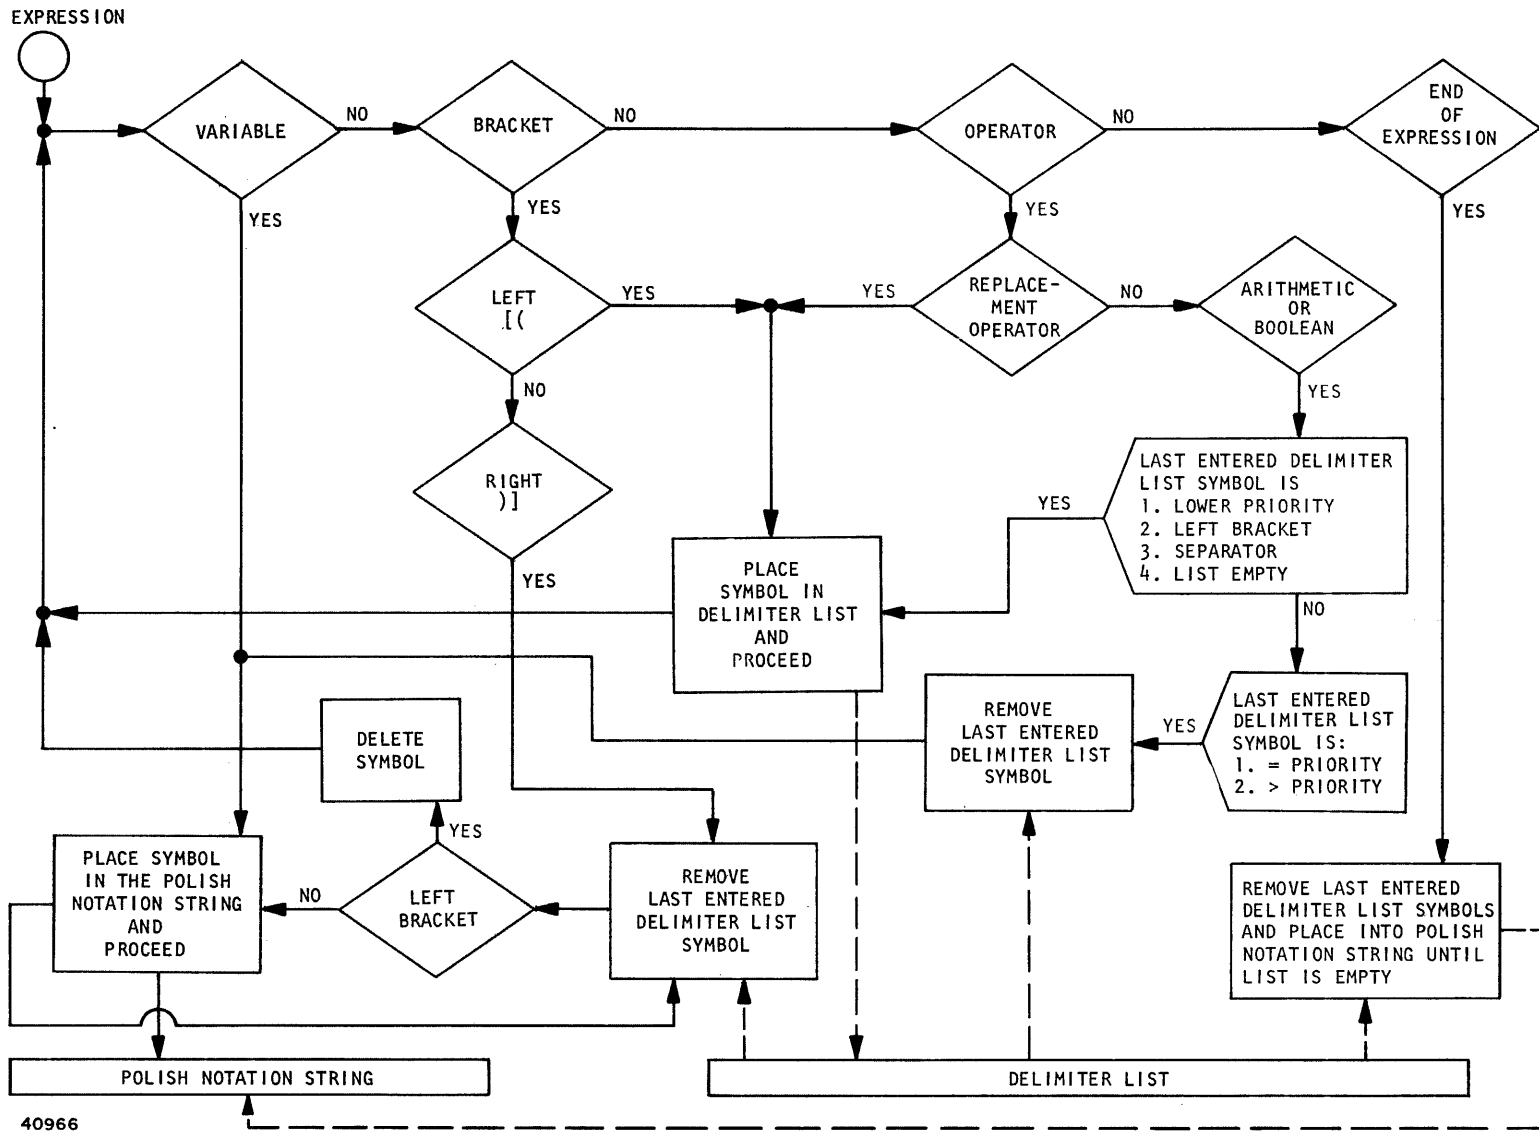 EXPRESSION
VARIABLE
NO
BRACKET
NO
OPERATOR
NO
END
OF
EXPRESSION
YES
YES
YES
YES
LEFT
[(
YES
YES
REPLACE-
MENT
OPERATOR
NO
ARITHMETIC
OR
BOOLEAN
NO
YES
RIGHT
)]
YES
YES
LAST ENTERED DELIMITER
LIST SYMBOL IS
1. LOWER PRIORITY
2. LEFT BRACKET
3. SEPARATOR
4. LIST EMPTY
PLACE
SYMBOL IN
DELIMITER LIST
AND
PROCEED
NO
DELETE
SYMBOL
REMOVE
LAST ENTERED
DELIMITER LIST
SYMBOL
YES
LAST ENTERED
DELIMITER LIST
SYMBOL IS:
1. = PRIORITY
2. > PRIORITY
YES
PLACE SYMBOL
IN THE POLISH
NOTATION STRING
AND
PROCEED
NO
LEFT
BRACKET
REMOVE
LAST ENTERED
DELIMITER LIST
SYMBOL
REMOVE LAST ENTERED
DELIMITER LIST SYMBOLS
AND PLACE INTO POLISH
NOTATION STRING UNTIL
LIST IS EMPTY
POLISH NOTATION STRING
DELIMITER LIST
40966